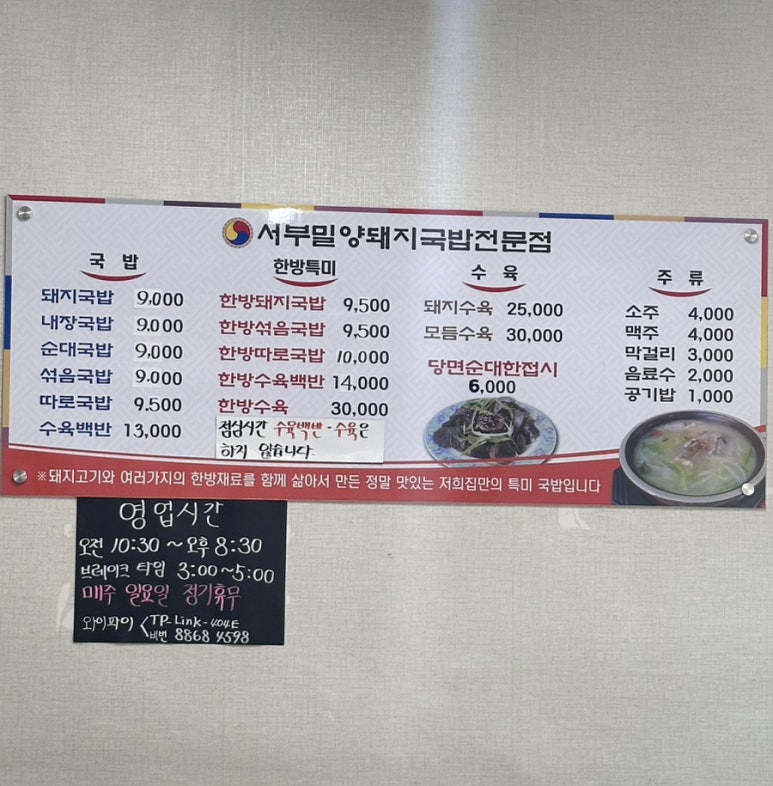 서부밀양돼지국밥전문점
국 밥
돼지국밥 9,000
내장국밥 9,000
순대국밥 9,000
섞음국밥 9,000
따로국밥 9,500
수육백반 13,000
한방특미
한방돼지국밥 9,500
한방섞음국밥 9,500
한방따로국밥 10,000
한방수육백반 14,000
한방수육 30,000
점심시간 수육백반 - 수육은
하지 않습니다
수 육
돼지수육 25,000
모듬수육 30,000
당면순대한접시
6,000
주 류
소주 4,000
맥주 4,000
막걸리 3,000
음료수 2,000
공기밥 1,000
※돼지고기와 여러가지의 한방재료를 함께 삶아서 만든 정말 맛있는 저희집만의 특미 국밥입니다
영업시간
오전 10:30 ~ 오후 8:30
브레이크 타임 3:00~5:00
매주 일요일 정기휴무
와이파이 < TP-Link-404E
비번 8868 4598